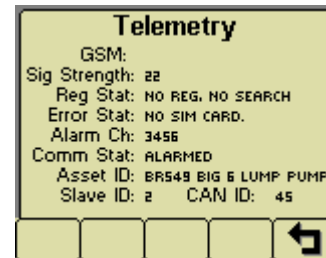 Telemetry
GSM:
Sig Strength: 22
Reg Stat: NO REG. NO SEARCH
Error Stat: NO SIM CARD.
Alarm Ch: 3456
Comm Stat: ALARMED
Asset ID: BR549 BIG 6 LUMP PUMP
Slave ID: 2 CAN ID: 45